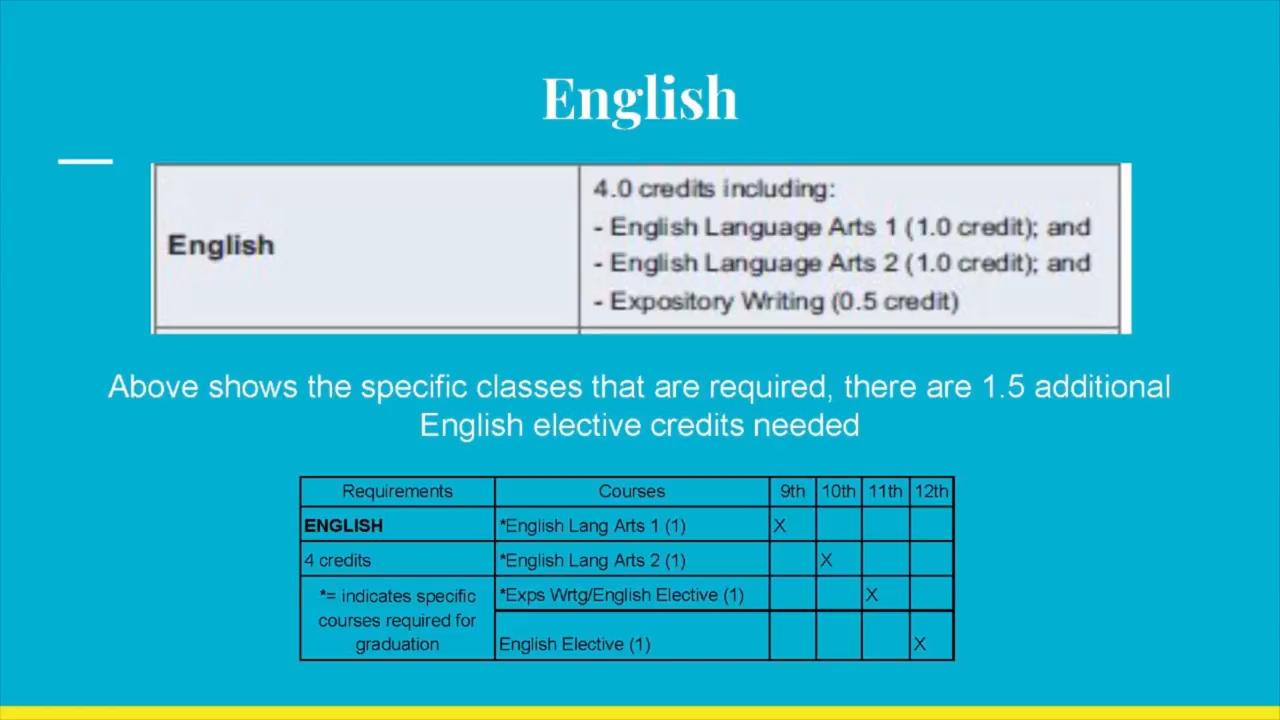 English
English
4.0 credits including:
- English Language Arts 1 (1.0 credit); and
- English Language Arts 2 (1.0 credit); and
- Expository Writing (0.5 credit)
Above shows the specific classes that are required, there are 1.5 additional
English elective credits needed
Requirements Courses 9th 10th 11th 12th
ENGLISH *English Lang Arts 1 (1) X
4 credits *English Lang Arts 2 (1) X
*= indicates specific
courses required for
graduation
*Exps Wrtg/English Elective (1) X
English Elective (1) X